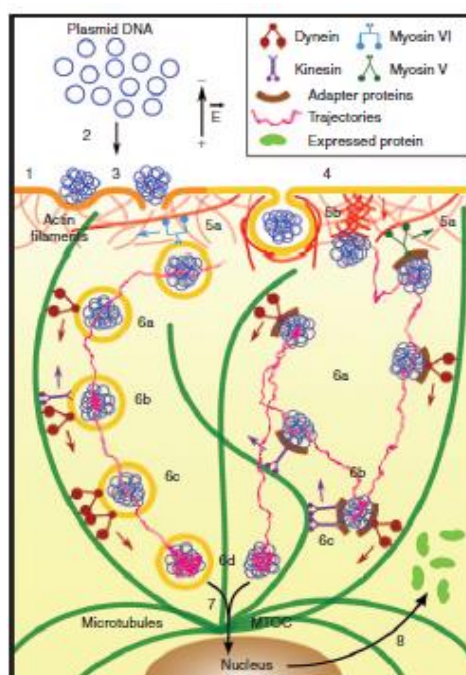 Plasmid DNA
Dynein
Myosin VI
Kinesin
Myosin V
Adapter proteins
Trajectories
Expressed protein
–
E
+
2
1
3
4
Actin
filaments
5a
5b
5a
6a
6a
6b
6b
6c
6c
6d
7
Microtubules
MTOC
8
Nucleus